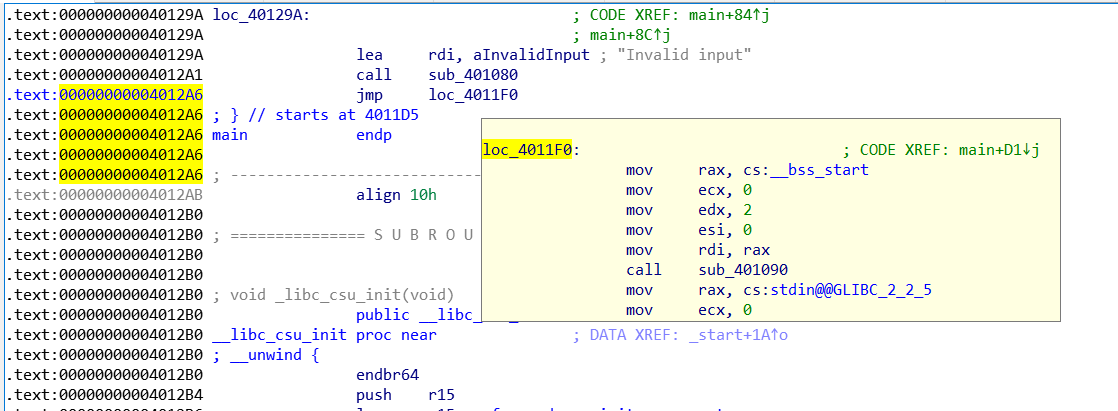 .text:000000000040129A loc_40129A: ; CODE XREF: main+84↑j
.text:000000000040129A ; main+8C↑j
.text:000000000040129A lea rdi, aInvalidInput ; "Invalid input"
.text:00000000004012A1 call sub_401080
.text:00000000004012A6 jmp loc_4011F0
.text:00000000004012A6 ; } // starts at 4011D5
.text:00000000004012A6 main endp
.text:00000000004012A6
.text:00000000004012A6 ; ----------------------------
.text:00000000004012AB align 10h
.text:00000000004012B0
.text:00000000004012B0 ; =============== S U B R O U
.text:00000000004012B0
.text:00000000004012B0
.text:00000000004012B0 ; void _libc_csu_init(void)
.text:00000000004012B0 public __libc_
.text:00000000004012B0 __libc_csu_init proc near ; DATA XREF: _start+1A↑o
.text:00000000004012B0 ; __unwind {
.text:00000000004012B0 endbr64
.text:00000000004012B4 push r15
loc_4011F0: ; CODE XREF: main+D1↓j
mov rax, cs:__bss_start
mov ecx, 0
mov edx, 2
mov esi, 0
mov rdi, rax
call sub_401090
mov rax, cs:stdin@@GLIBC_2_2_5
mov ecx, 0